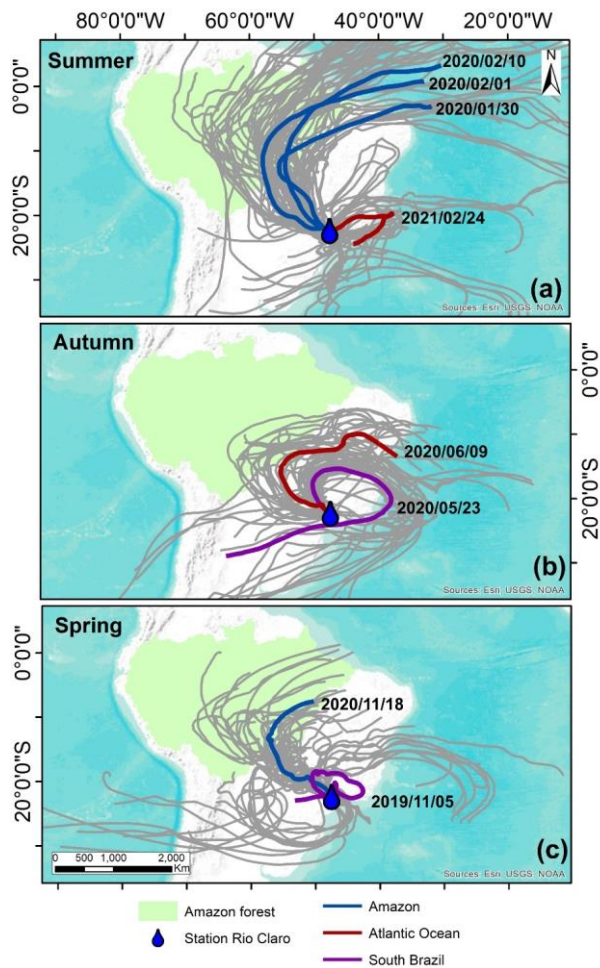 80°0'0"W 60°0'0"W 40°0'0"W 20°0'0"W
Summer
N
2020/02/10
2020/02/01
2020/01/30
0°0'0"
20°0'0"S
2021/02/24
(a)
Sources: Esri, USGS, NOAA
Autumn
0°0'0"
2020/06/09
2020/05/23
20°0'0"S
(b)
Sources: Esri, USGS, NOAA
Spring
0°0'0"
2020/11/18
20°0'0"S
2019/11/05
0 500 1,000 2,000
Km
(c)
Sources: Esri, USGS, NOAA
Amazon forest
Station Rio Claro
Amazon
Atlantic Ocean
South Brazil